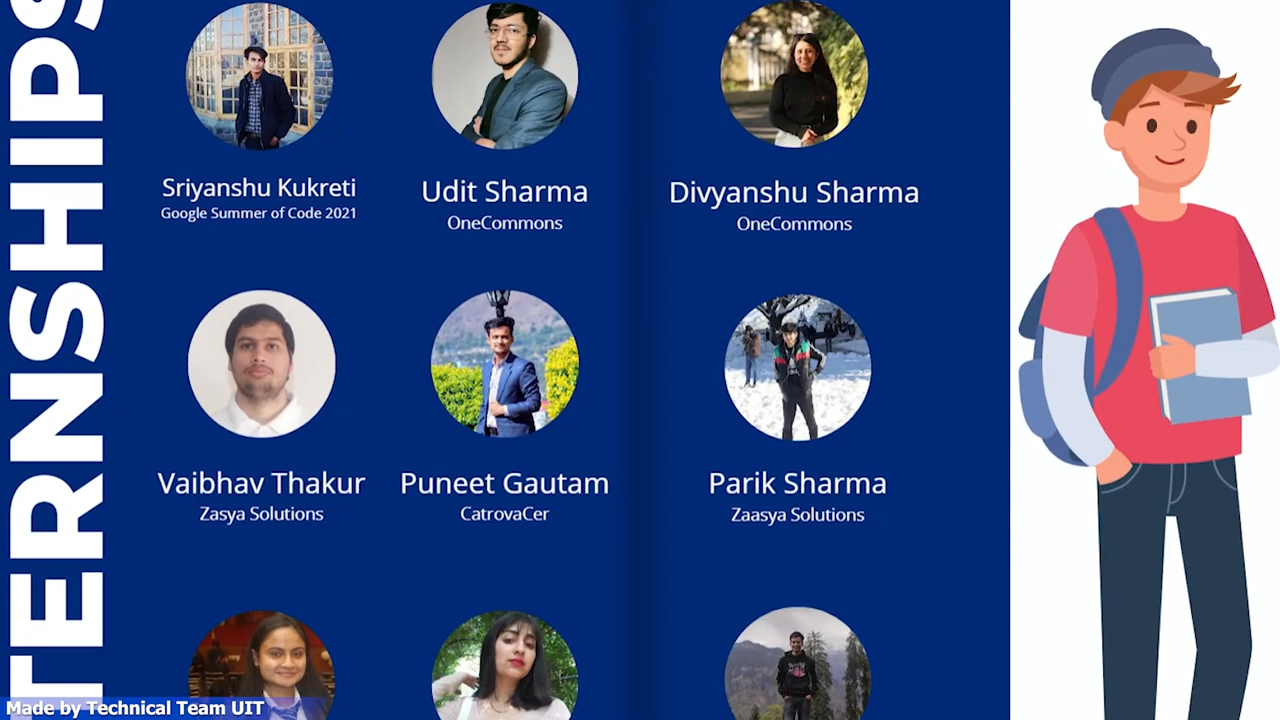 TERNSHIPS
Sriyanshu Kukreti
Google Summer of Code 2021
Udit Sharma
OneCommons
Divyanshu Sharma
OneCommons
Vaibhav Thakur
Zasya Solutions
Puneet Gautam
CatrovaCer
Parik Sharma
Zaasya Solutions
Made by Technical Team UIT